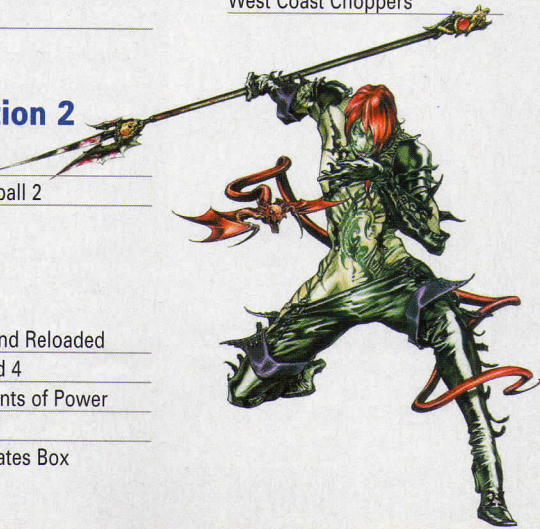 West Coast Choppers
tion 2
ball 2
nd Reloaded
d 4
nts of Power
ates Box